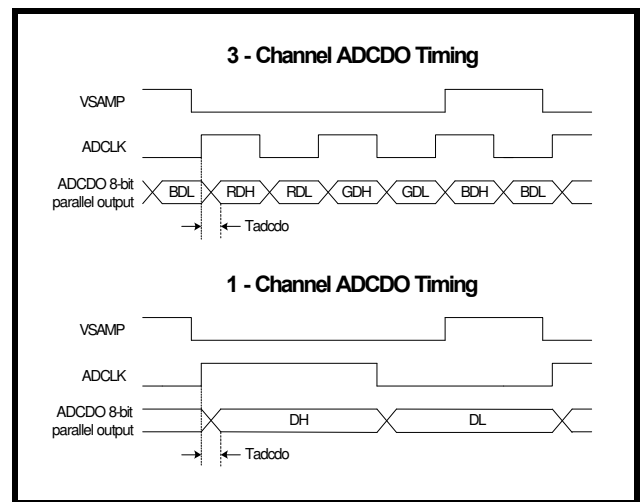 3 - Channel ADCDO Timing
VSAMP
ADCLK
ADCDO 8-bit
parallel output
BDL RDH RDL GDH GDL BDH BDL
Tadcdo
1 - Channel ADCDO Timing
VSAMP
ADCLK
ADCDO 8-bit
parallel output
DH DL
Tadcdo